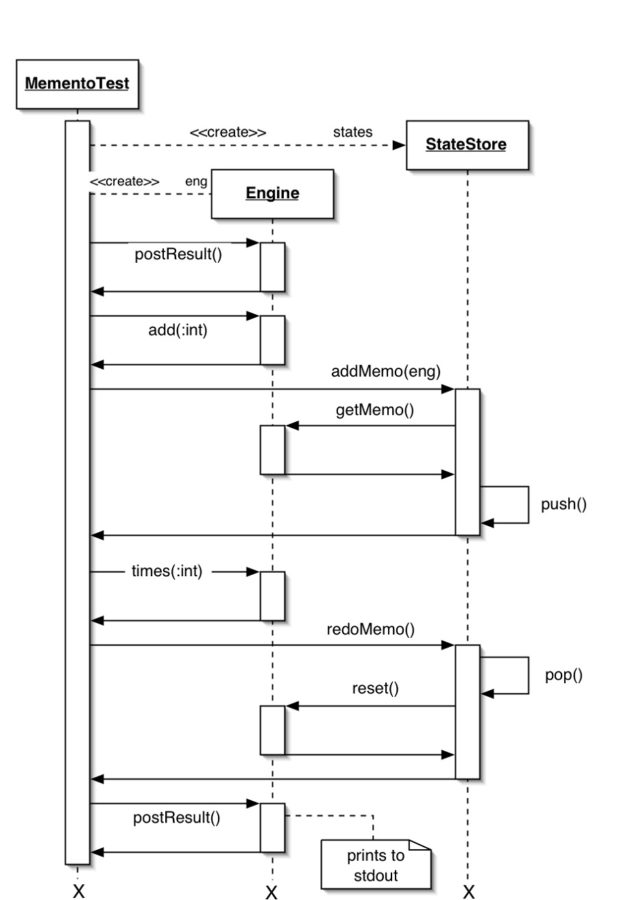 MementoTest
<<create>> states
StateStore
<<create>> eng
Engine
postResult()
add(:int)
addMemo(eng)
getMemo()
push()
times(:int)
redoMemo()
pop()
reset()
postResult()
prints to
stdout
X X X